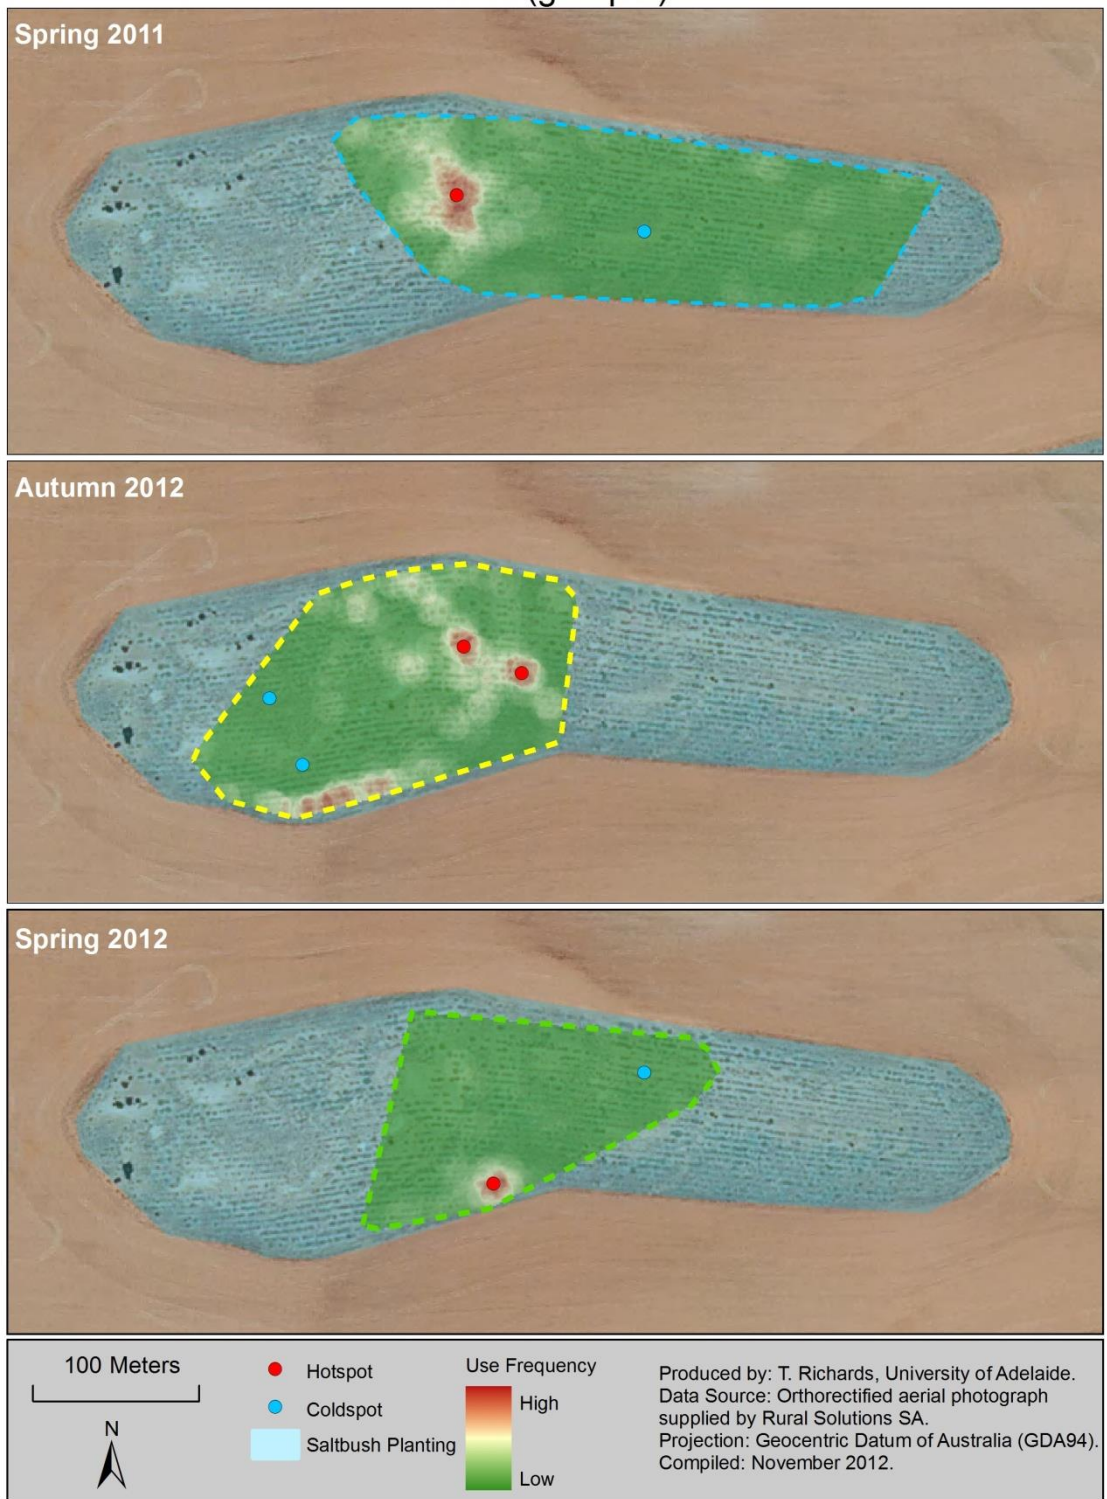 Spring 2011
Autumn 2012
Spring 2012
100 Meters
N
Hotspot
Coldspot
Saltbush Planting
Use Frequency
High
Low
Produced by: T. Richards, University of Adelaide.
Data Source: Orthorectified aerial photograph
supplied by Rural Solutions SA.
Projection: Geocentric Datum of Australia (GDA94).
Compiled: November 2012.